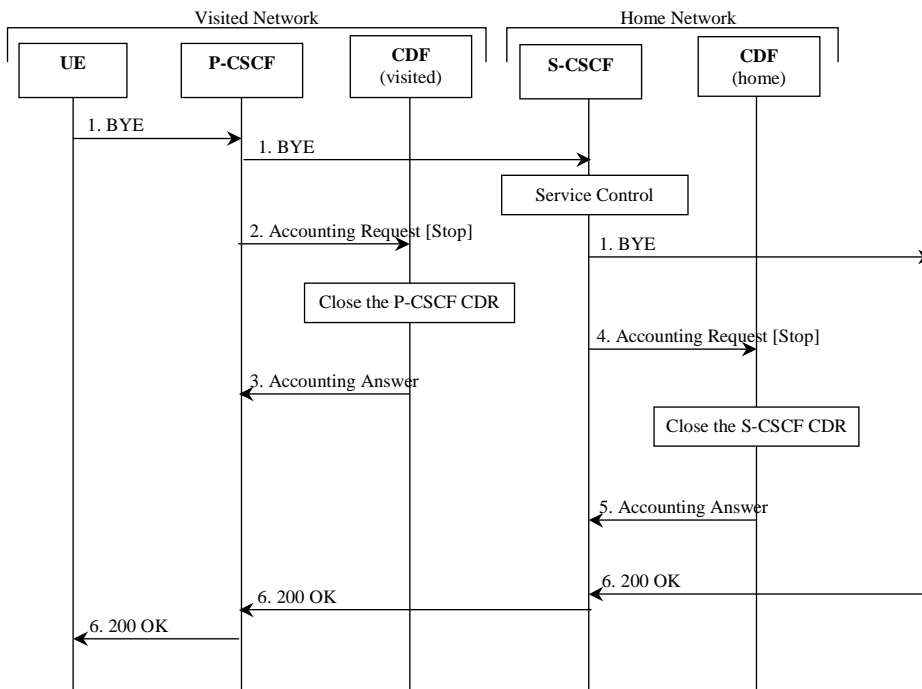 Visited Network
Home Network
UE
P-CSCF
CDF
(visited)
S-CSCF
CDF
(home)
1. BYE
1. BYE
Service Control
2. Accounting Request [Stop]
1. BYE
Close the P-CSCF CDR
4. Accounting Request [Stop]
3. Accounting Answer
Close the S-CSCF CDR
5. Accounting Answer
6. 200 OK
6. 200 OK
6. 200 OK